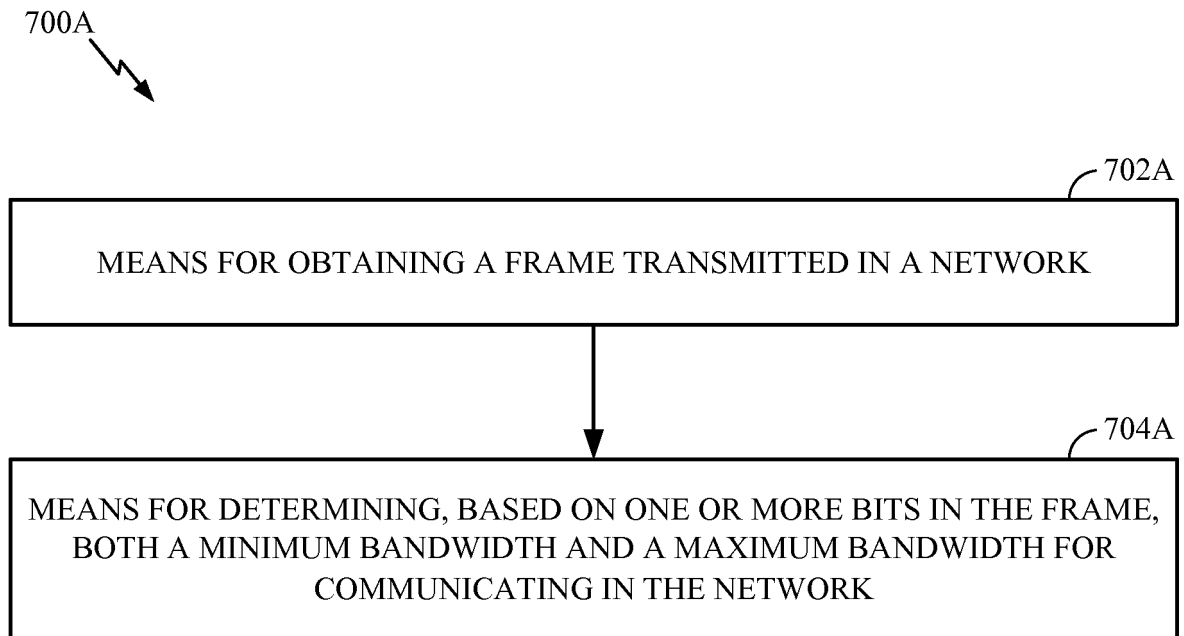 700A
702A
MEANS FOR OBTAINING A FRAME TRANSMITTED IN A NETWORK
704A
MEANS FOR DETERMINING, BASED ON ONE OR MORE BITS IN THE FRAME,
BOTH A MINIMUM BANDWIDTH AND A MAXIMUM BANDWIDTH FOR
COMMUNICATING IN THE NETWORK